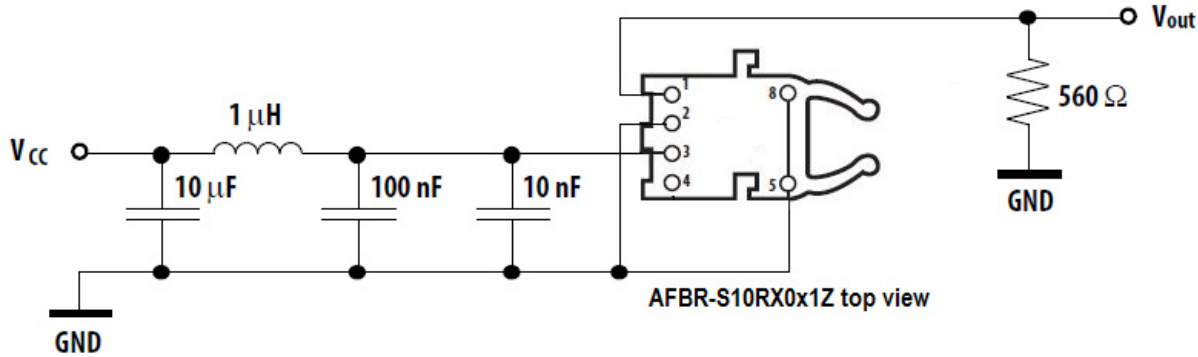 Vout
1
8
2
560 Ω
1 μH
VCC
3
10 μF
100 nF
10 nF
4
5
GND
AFBR-S10RX0x1Z top view
GND